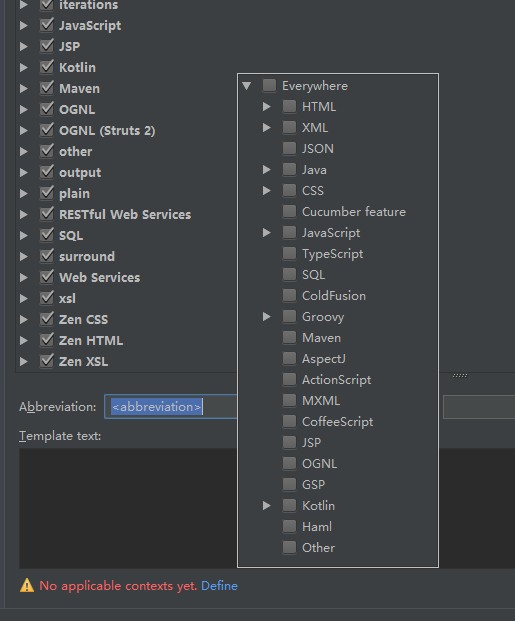 iterations
JavaScript
JSP
Kotlin
Maven
OGNL
OGNL (Struts 2)
other
output
plain
RESTful Web Services
SQL
surround
Web Services
xsl
Zen CSS
Zen HTML
Zen XSL
Everywhere
HTML
XML
JSON
Java
CSS
Cucumber feature
JavaScript
TypeScript
SQL
ColdFusion
Groovy
Maven
AspectJ
ActionScript
MXML
CoffeeScript
JSP
OGNL
GSP
Kotlin
Haml
Other
Abbreviation: <abbreviation>
Template text:
No applicable contexts yet. Define